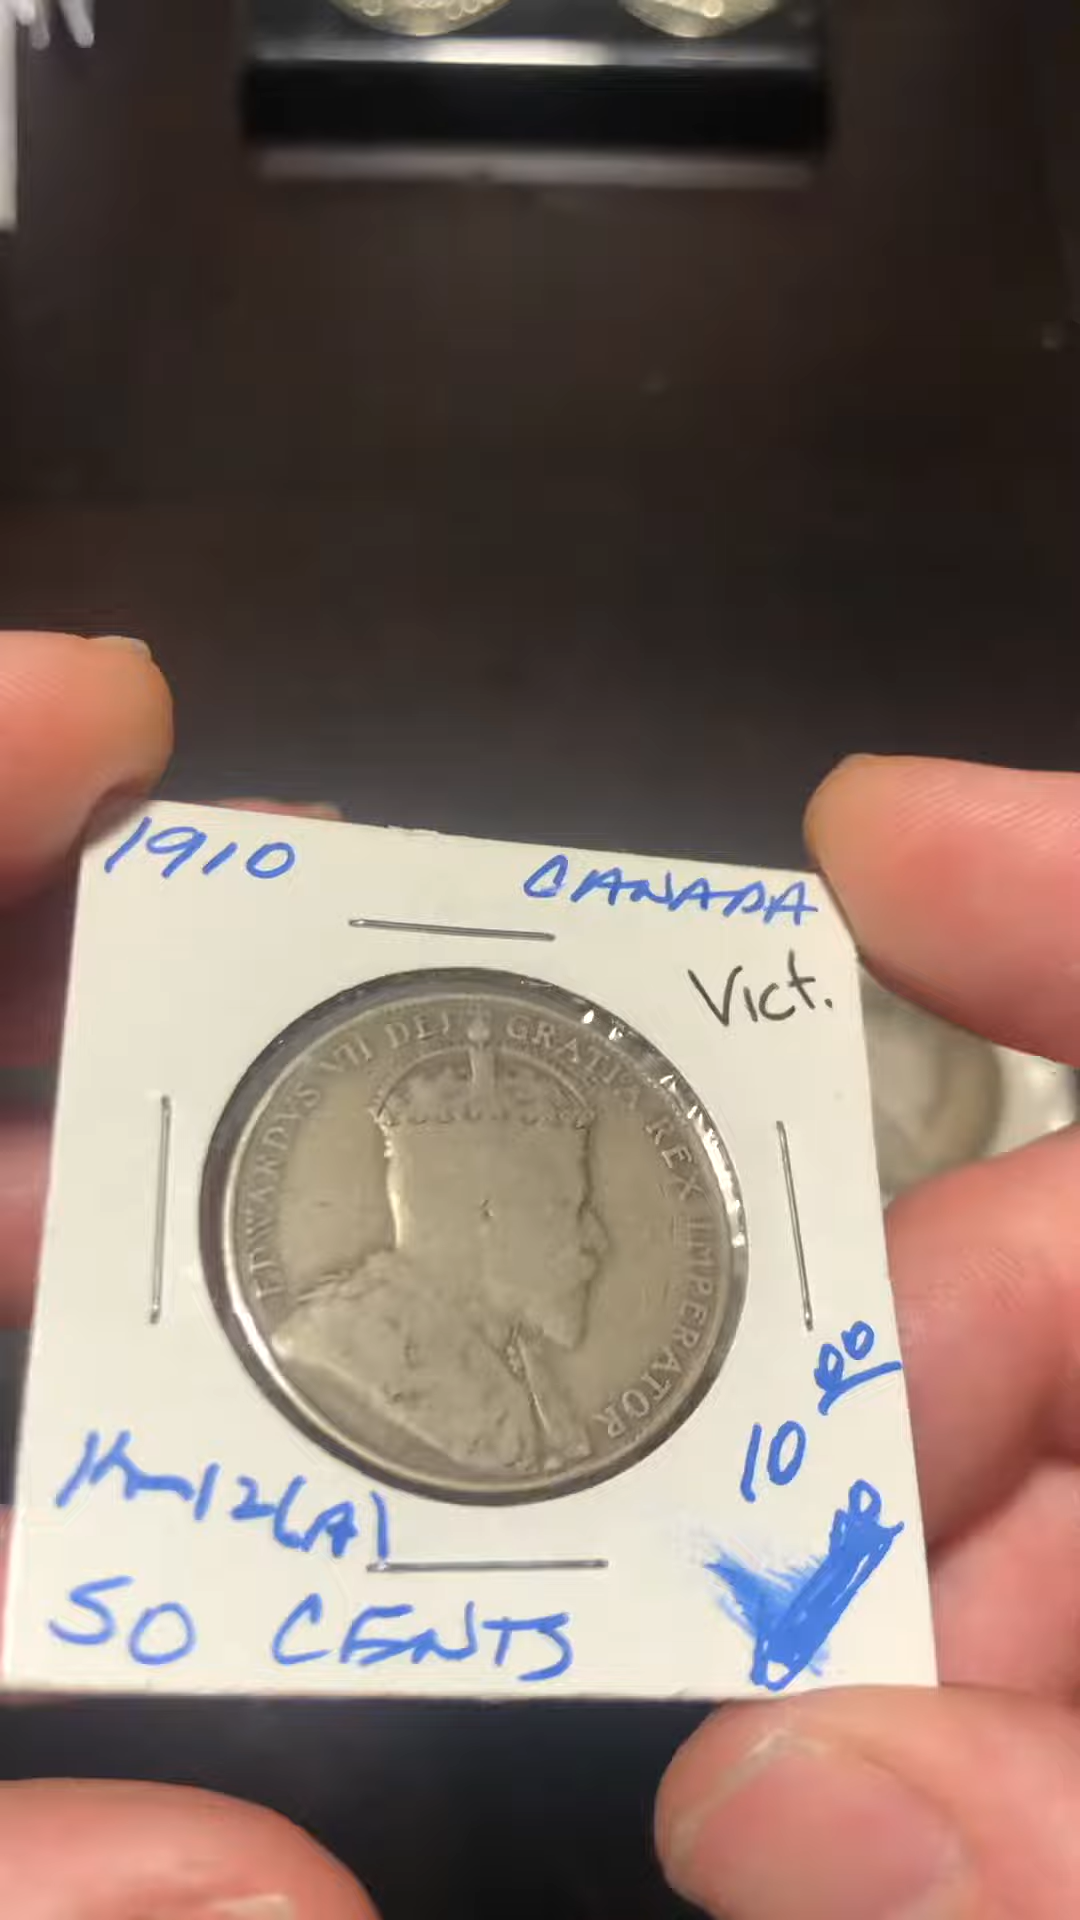 1910 CANADA
Vict.
EDWARDVS VII DEI GRATIA REX IMPERATOR
10 00
Km12(A)
50 CENTS